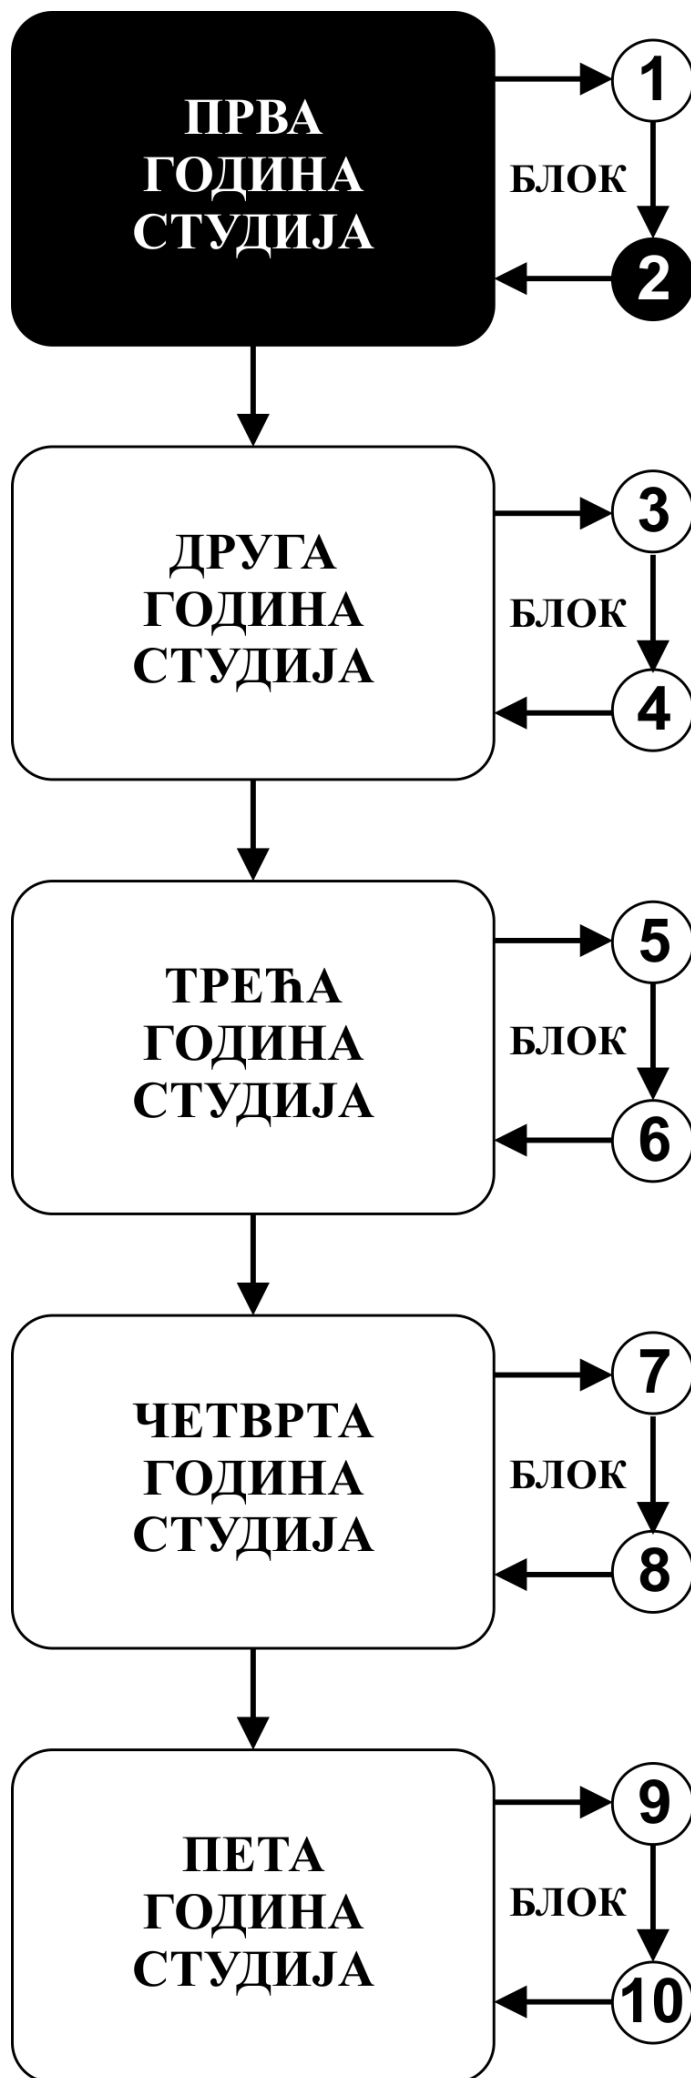 ПРВА
ГОДИНА
СТУДИЈА
1
БЛОК
2
ДРУГА
ГОДИНА
СТУДИЈА
3
БЛОК
4
ТРЕЋА
ГОДИНА
СТУДИЈА
5
БЛОК
6
ЧЕТВРТА
ГОДИНА
СТУДИЈА
7
БЛОК
8
ПЕТА
ГОДИНА
СТУДИЈА
9
БЛОК
10